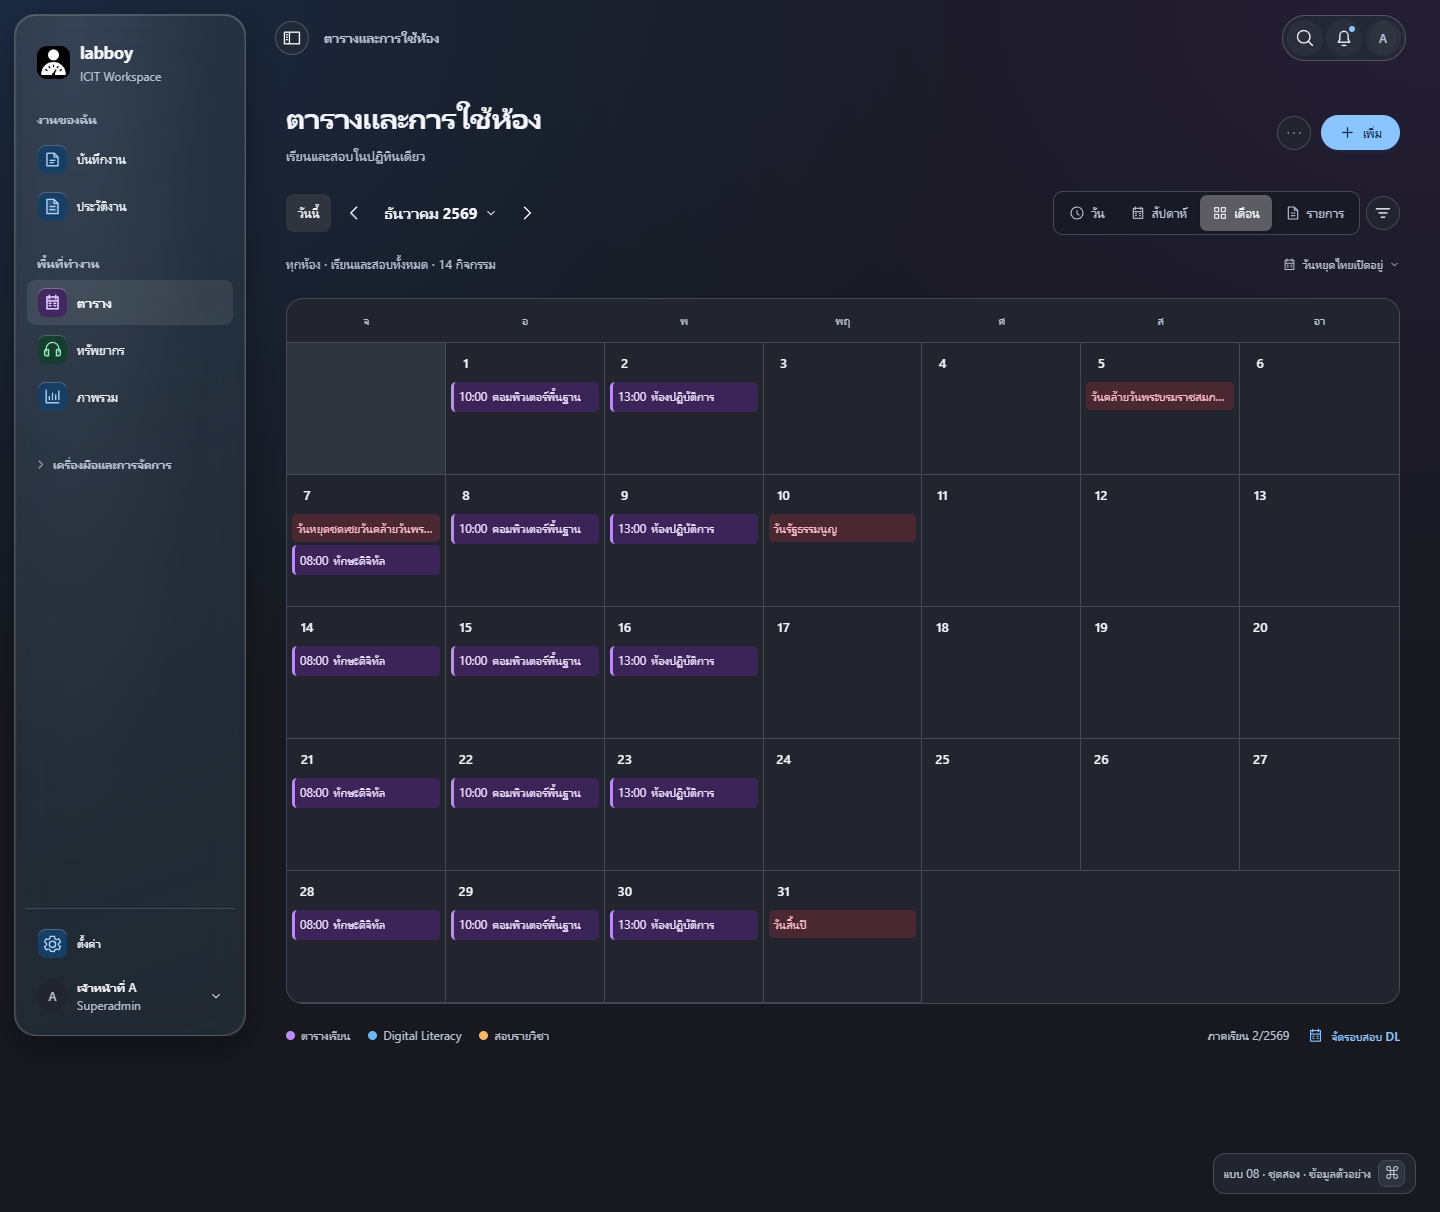 labboy
ICIT Workspace
งานของฉัน
บันทึกงาน
ประวัติงาน
พื้นที่ทำงาน
ตาราง
ทรัพยากร
ภาพรวม
เครื่องมือและการจัดการ
ตั้งค่า
A
เจ้าหน้าที่ A
Superadmin
ตารางและการใช้ห้อง
A
ตารางและการใช้ห้อง
เรียนและสอบในปฏิทินเดียว
เพิ่ม
วันนี้
ธันวาคม 2569
วัน
สัปดาห์
เดือน
รายการ
ทุกห้อง · เรียนและสอบทั้งหมด · 14 กิจกรรม
วันหยุดไทยเปิดอยู่
จ อ พ พฤ ศ ส อา
1 2 3 4 5 6
10:00 คอมพิวเตอร์พื้นฐาน
13:00 ห้องปฏิบัติการ
วันคล้ายวันพระบรมราชสมภ...
7 8 9 10 11 12 13
วันหยุดชดเชยวันคล้ายวันพร...
08:00 ทักษะดิจิทัล
10:00 คอมพิวเตอร์พื้นฐาน
13:00 ห้องปฏิบัติการ
วันรัฐธรรมนูญ
14 15 16 17 18 19 20
08:00 ทักษะดิจิทัล
10:00 คอมพิวเตอร์พื้นฐาน
13:00 ห้องปฏิบัติการ
21 22 23 24 25 26 27
08:00 ทักษะดิจิทัล
10:00 คอมพิวเตอร์พื้นฐาน
13:00 ห้องปฏิบัติการ
28 29 30 31
08:00 ทักษะดิจิทัล
10:00 คอมพิวเตอร์พื้นฐาน
13:00 ห้องปฏิบัติการ
วันสิ้นปี
ตารางเรียน
Digital Literacy
สอบรายวิชา
ภาคเรียน 2/2569
จัดรอบสอบ DL
แบบ 08 · ชุดสอง · ข้อมูลตัวอย่าง